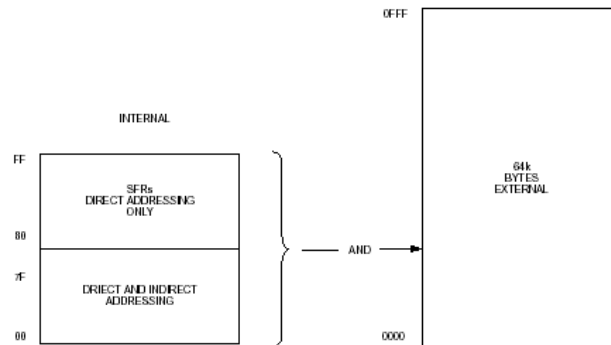 0FFF
INTERNAL
FF
SFRs
DIRECT ADDRESSING
ONLY
80
7F
DRIECT AND INDIRECT
ADDRESSING
00
AND
64k
BYTES
EXTERNAL
0000